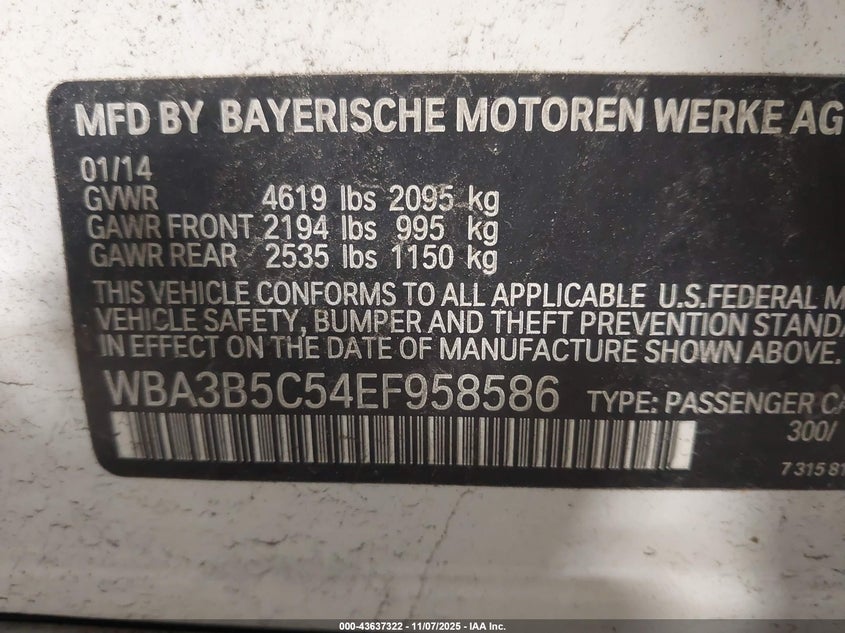 MFD BY BAYERISCHE MOTOREN WERKE AG
01/14
GVWR 4619 lbs 2095 kg
GAWR FRONT 2194 lbs 995 kg
GAWR REAR 2535 lbs 1150 kg
THIS VEHICLE CONFORMS TO ALL APPLICABLE U.S.FEDERAL M
VEHICLE SAFETY, BUMPER AND THEFT PREVENTION STANDA
IN EFFECT ON THE DATE OF MANUFACTURE SHOWN ABOVE.
WBA3B5C54EF958586 TYPE: PASSENGER CA
300/
7 315 81
000-43637322 | 11/07/2025 - IAA Inc.